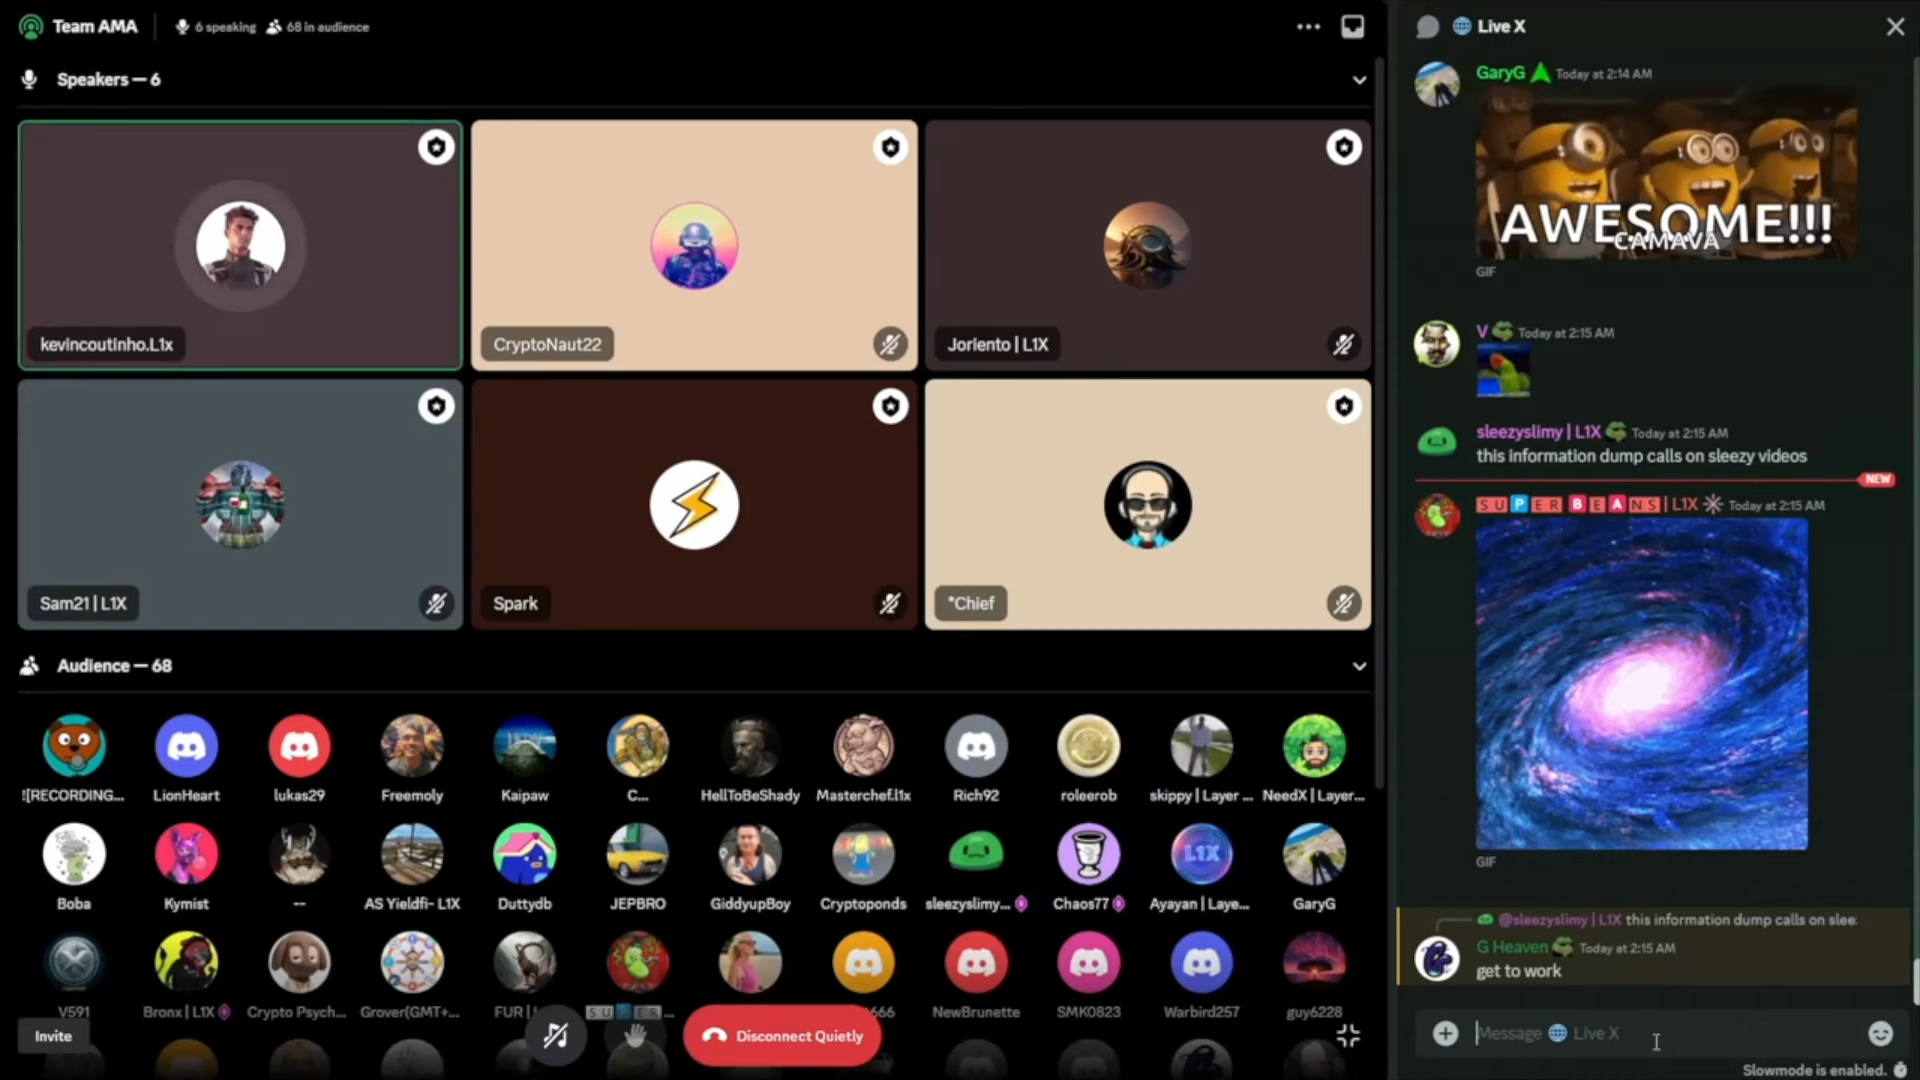 Team AMA
6 speaking
68 in audience
Speakers — 6
kevincoutinho.L1x
CryptoNaut22
Joriento | L1X
Sam21 | L1X
Spark
*Chief
Audience — 68
![RECORDING...
LionHeart
lukas29
Freemoly
Kaipaw
C...
HellToBeShady
Masterchef.l1x
Rich92
roleerob
skippy | Layer ...
NeedX | Layer...
Boba
Kymist
--
AS Yieldfi- L1X
Duttydb
JEPBRO
GiddyupBoy
Cryptoponds
sleezyslimy...
Chaos77
L1X
Ayayan | Laye...
GaryG
V591
Bronx | L1X
Crypto Psych...
Grover(GMT+...
FUR |
S U P E R ...
666
NewBrunette
SMK0823
Warbird257
guy6228
Invite
Disconnect Quietly
Live X
GaryG Today at 2:14 AM
AWESOME!!!
CAMAVA
GIF
V Today at 2:15 AM
sleezyslimy | L1X Today at 2:15 AM
this information dump calls on sleezy videos
NEW
S U P E R B E A N S | L1X Today at 2:15 AM
GIF
@sleezyslimy | L1X this information dump calls on slee
G Heaven Today at 2:15 AM
get to work
Message Live X
Slowmode is enabled.